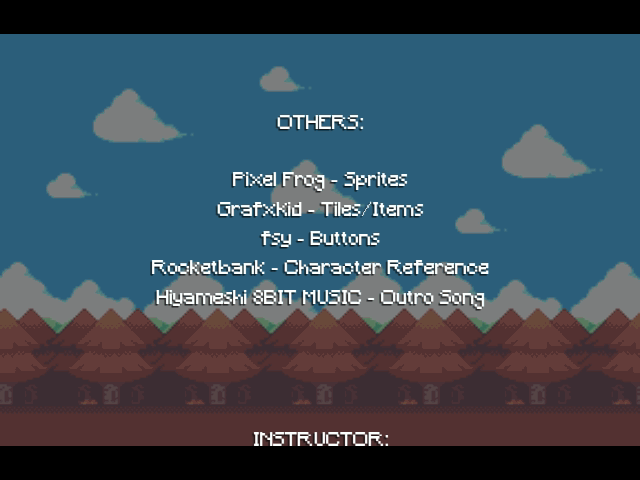 OTHERS:
Pixel Frog - Sprites
GrafxKid - Tiles/Items
fsy - Buttons
Rocketbank - Character Reference
Hiyameshi 8BIT MUSIC - Outro Song
INSTRUCTOR: